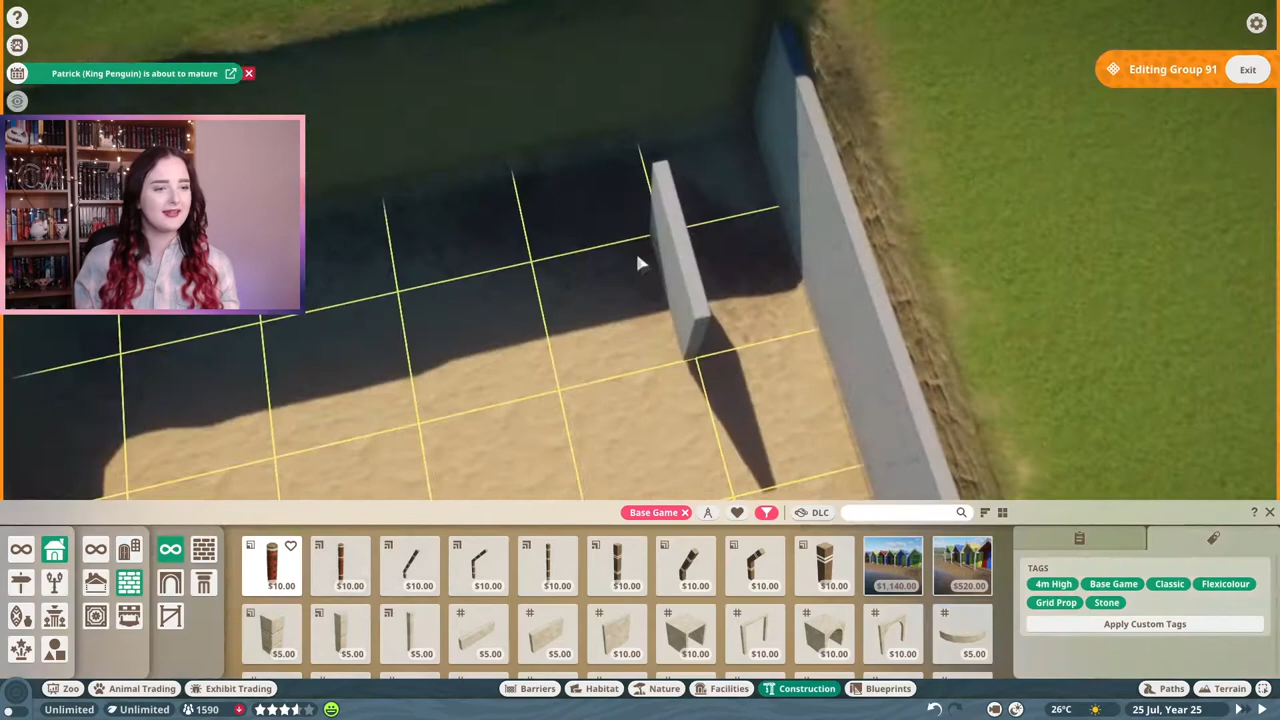 ?
Patrick (King Penguin) is about to mature
Editing Group 91
Exit
Base Game
DLC
?
$10.00
$10.00
$10.00
$10.00
$10.00
$10.00
$10.00
$10.00
$10.00
$1,140.00
$520.00
TAGS
4m High
Base Game
Classic
Flexicolour
Grid Prop
Stone
Apply Custom Tags
$5.00
$5.00
$5.00
$5.00
$5.00
$10.00
$10.00
$10.00
$10.00
$10.00
$5.00
Zoo
Animal Trading
Exhibit Trading
Barriers
Habitat
Nature
Facilities
Construction
Blueprints
Paths
Terrain
Unlimited
Unlimited
1590
26°C
25 Jul, Year 25